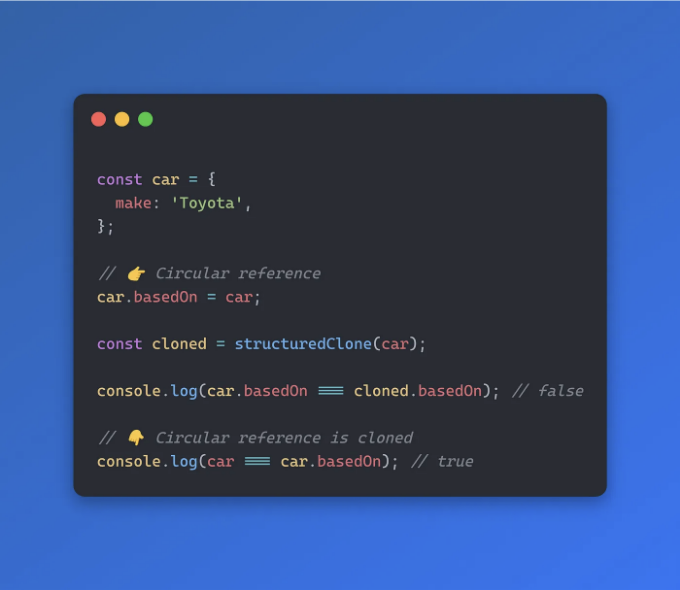 const car = {
  make: 'Toyota',
};
// 👉 Circular reference
car.basedOn = car;
const cloned = structuredClone(car);
console.log(car.basedOn === cloned.basedOn); // false
// 👇 Circular reference is cloned
console.log(car === car.basedOn); // true